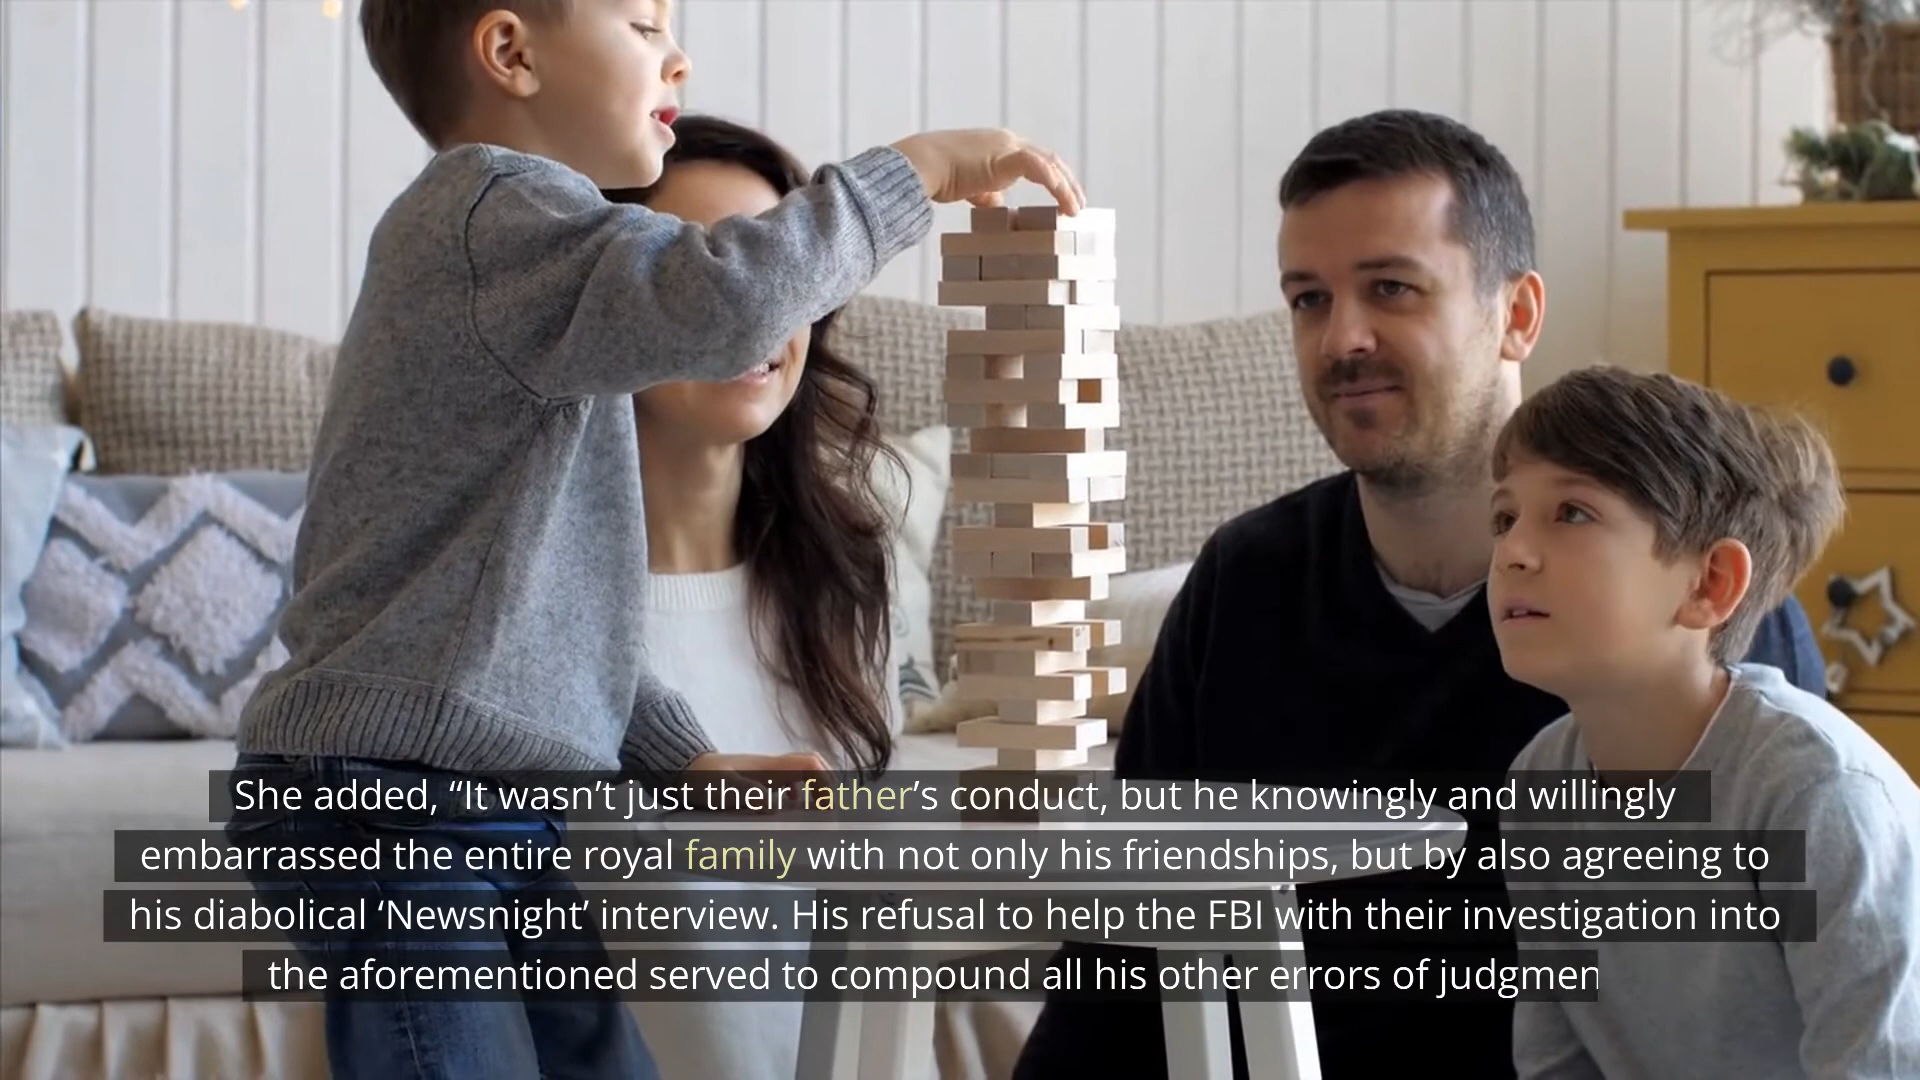 She added, “It wasn’t just their father’s conduct, but he knowingly and willingly
embarrassed the entire royal family with not only his friendships, but by also agreeing to
his diabolical ‘Newsnight’ interview. His refusal to help the FBI with their investigation into
the aforementioned served to compound all his other errors of judgmen